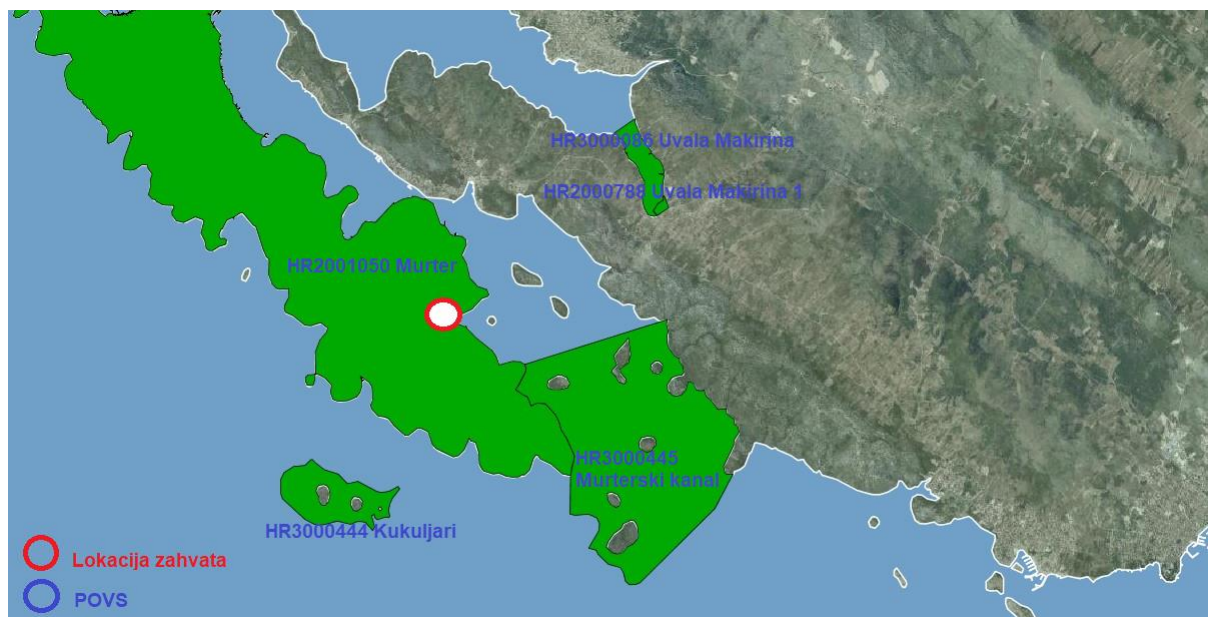 HR3000086 Uvala Makirina
HR2000788 Uvala Makirina 1
HR2001050 Murter
HR3000445
Murterski kanal
HR3000444 Kukuljari
Lokacija zahvata
POVS